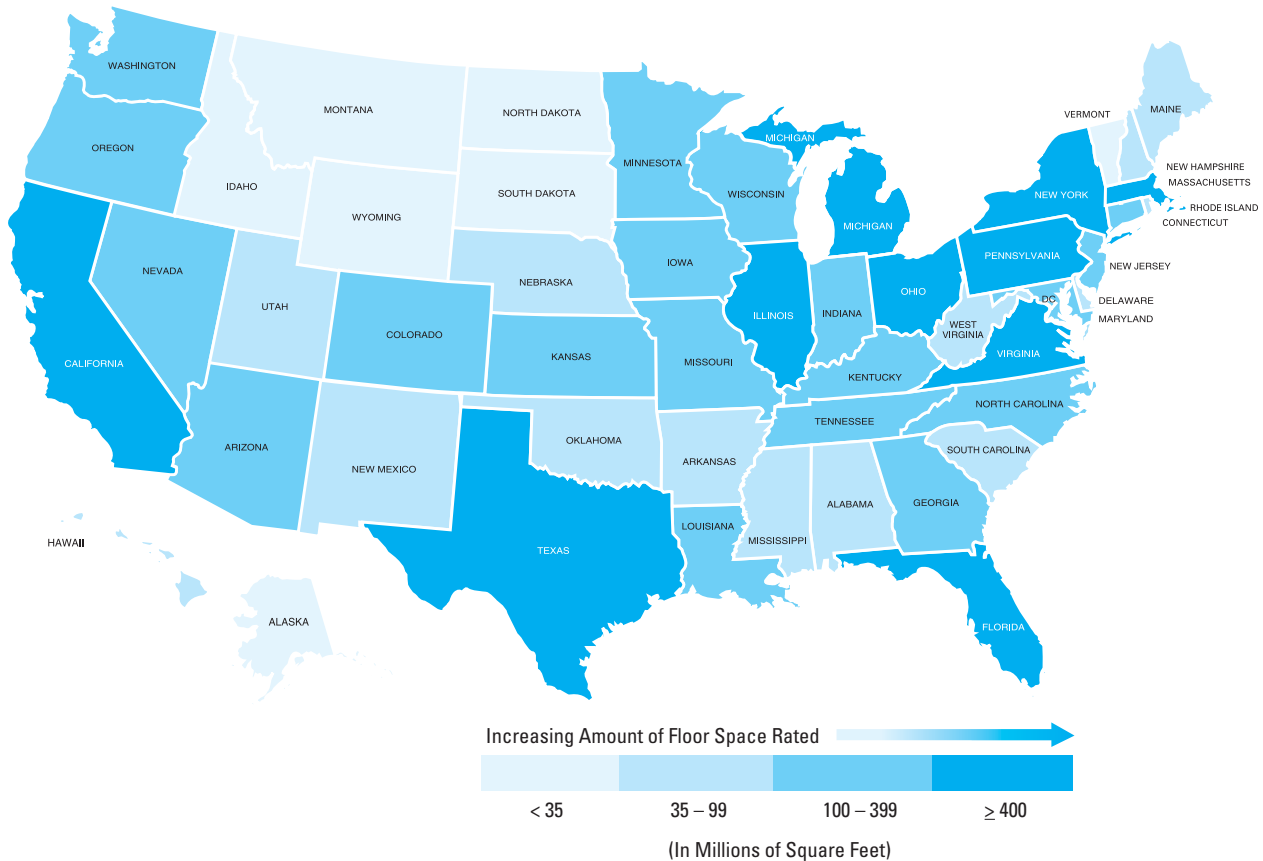 WASHINGTON
MONTANA
NORTH DAKOTA
MINNESOTA
MICHIGAN
VERMONT
MAINE
OREGON
IDAHO
WYOMING
SOUTH DAKOTA
WISCONSIN
MICHIGAN
NEW YORK
NEW HAMPSHIRE
MASSACHUSETTS
RHODE ISLAND
CONNECTICUT
NEVADA
UTAH
COLORADO
NEBRASKA
IOWA
ILLINOIS
INDIANA
OHIO
PENNSYLVANIA
NEW JERSEY
DC
DELAWARE
MARYLAND
WEST
VIRGINIA
VIRGINIA
CALIFORNIA
KANSAS
MISSOURI
KENTUCKY
NORTH CAROLINA
TENNESSEE
ARIZONA
NEW MEXICO
OKLAHOMA
ARKANSAS
SOUTH CAROLINA
MISSISSIPPI
ALABAMA
GEORGIA
LOUISIANA
TEXAS
HAWAII
ALASKA
FLORIDA
Increasing Amount of Floor Space Rated
< 35
35 – 99
100 – 399
≥ 400
(In Millions of Square Feet)